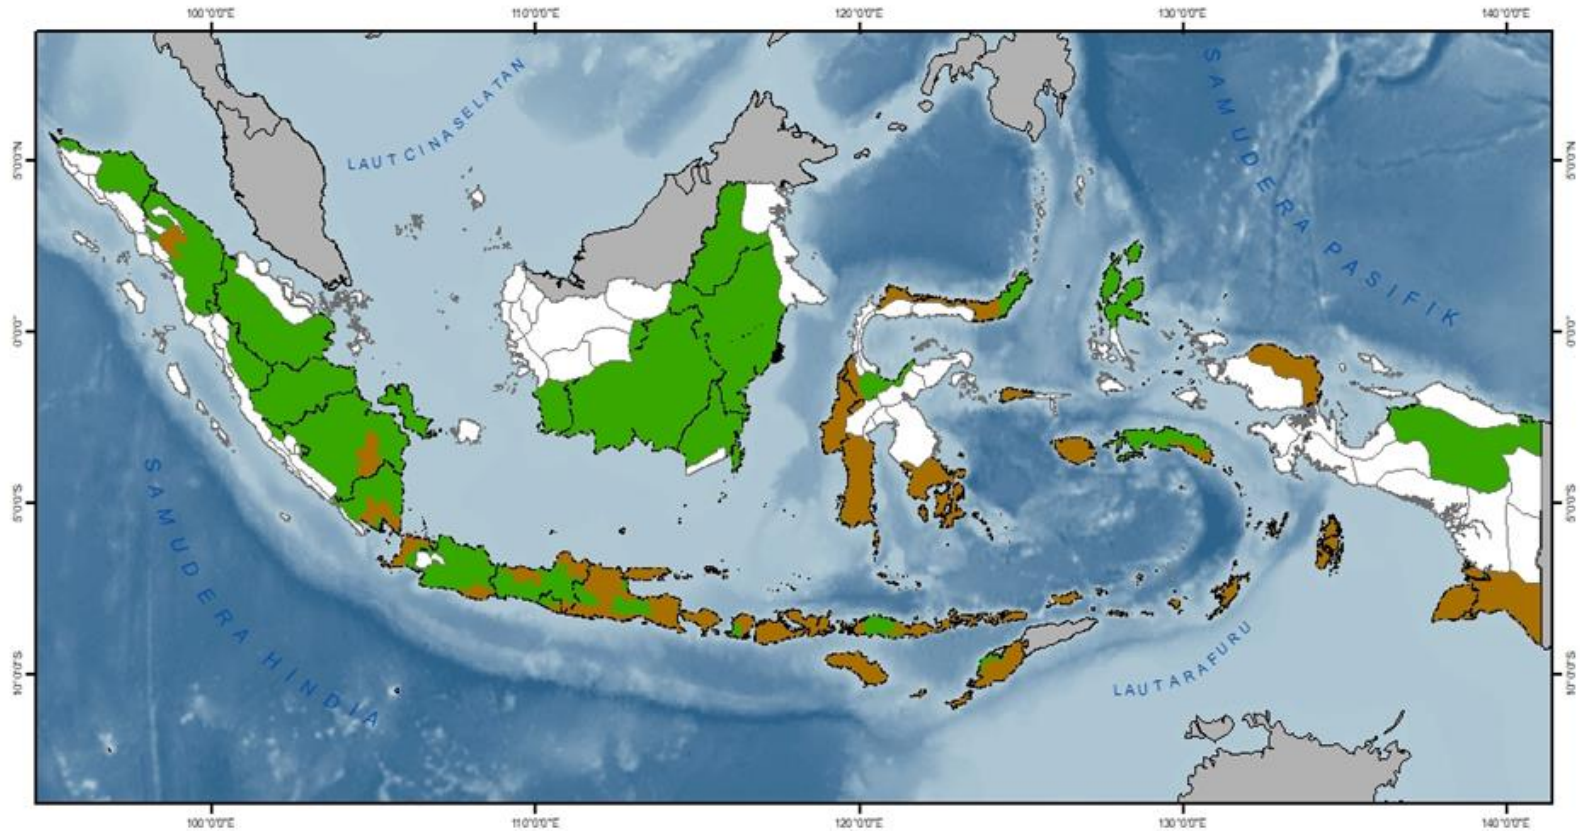 100°0'0"E 110°0'0"E 120°0'0"E 130°0'0"E 140°0'0"E
LAUT CINA SELATAN
SAMUDERA PASIFIK
5°0'0"N 5°0'0"N
0°0'0" 0°0'0"
5°0'0"S 5°0'0"S
SAMUDERA HINDIA
10°0'0"S 10°0'0"S
LAUT ARAFURU
100°0'0"E 110°0'0"E 120°0'0"E 130°0'0"E 140°0'0"E